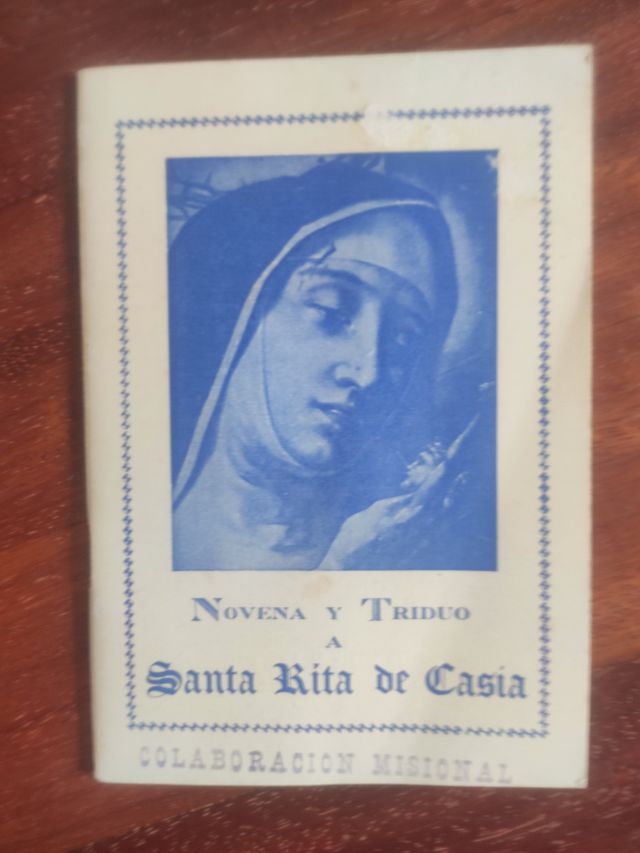 Novena y Triduo
a
Santa Rita de Casia
COLABORACION MISIONAL